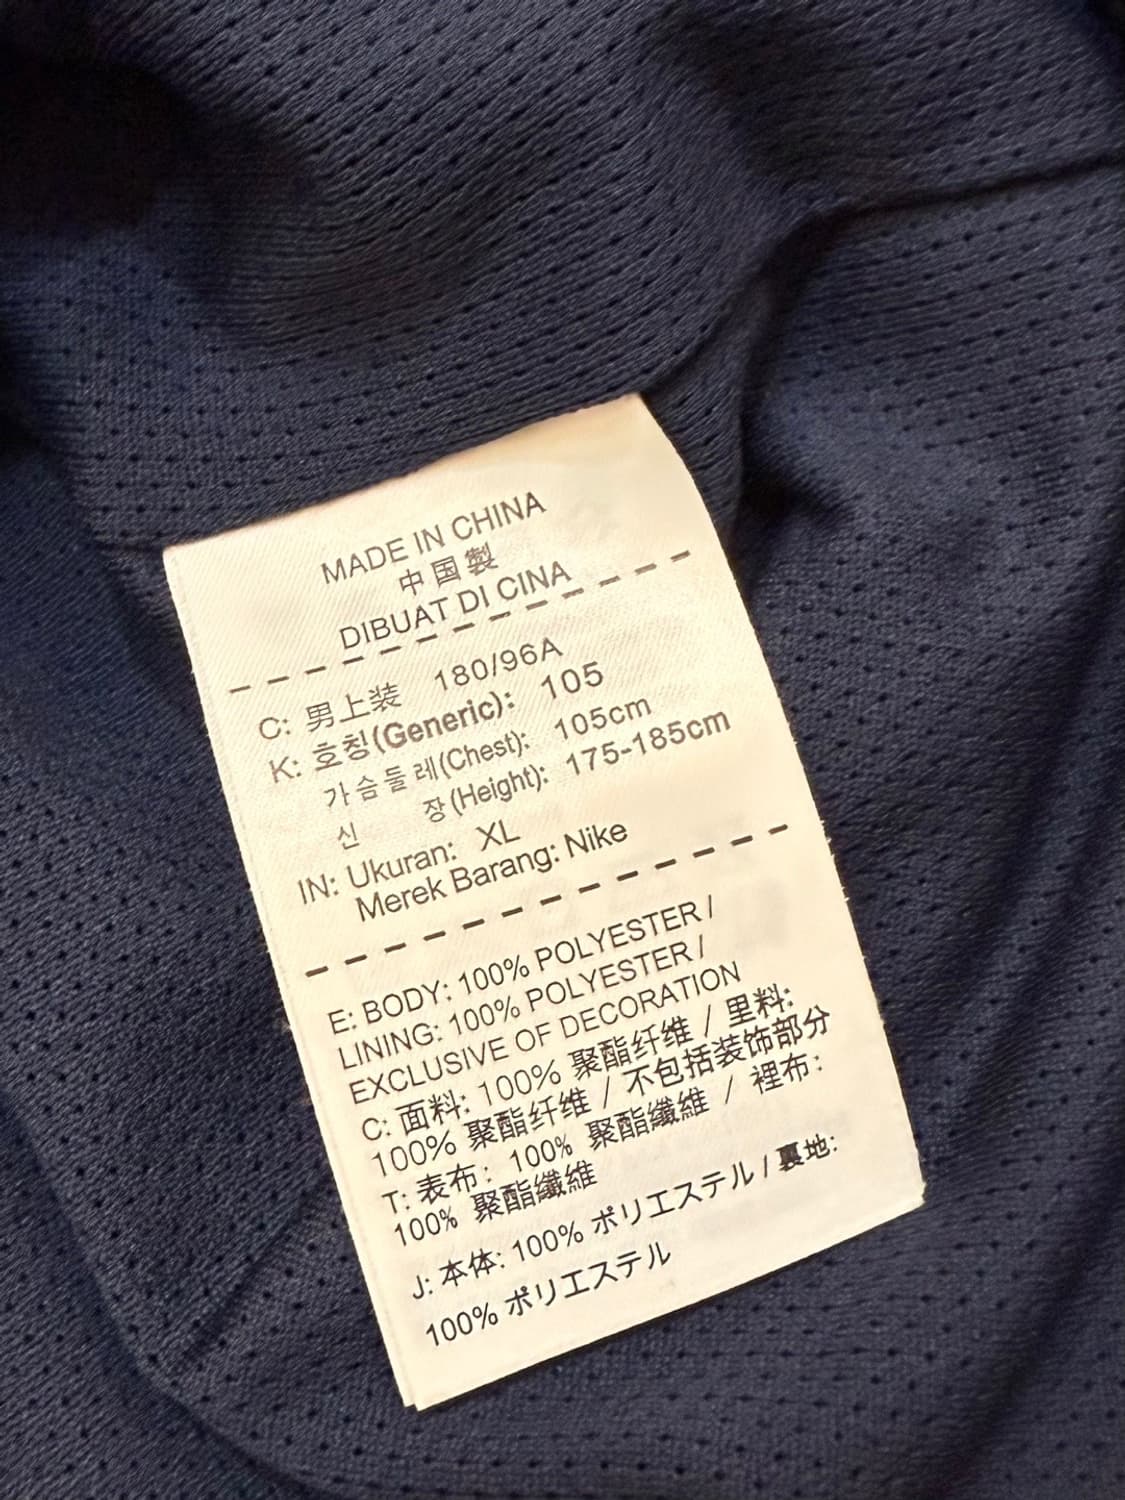 MADE IN CHINA
中国製
DIBUAT DI CINA
C: 男上装 180/96A
K: 호칭(Generic): 105
가슴둘레(Chest): 105cm
신장(Height): 175-185cm
IN: Ukuran: XL
Merek Barang: Nike
E: BODY: 100% POLYESTER /
LINING: 100% POLYESTER /
EXCLUSIVE OF DECORATION
C: 面料: 100% 聚酯纤维 / 里料:
100% 聚酯纤维 / 不包括装饰部分
T: 表布: 100% 聚酯纖維 / 裡布:
100% 聚酯纖維
J: 本体: 100% ポリエステル / 裏地:
100% ポリエステル